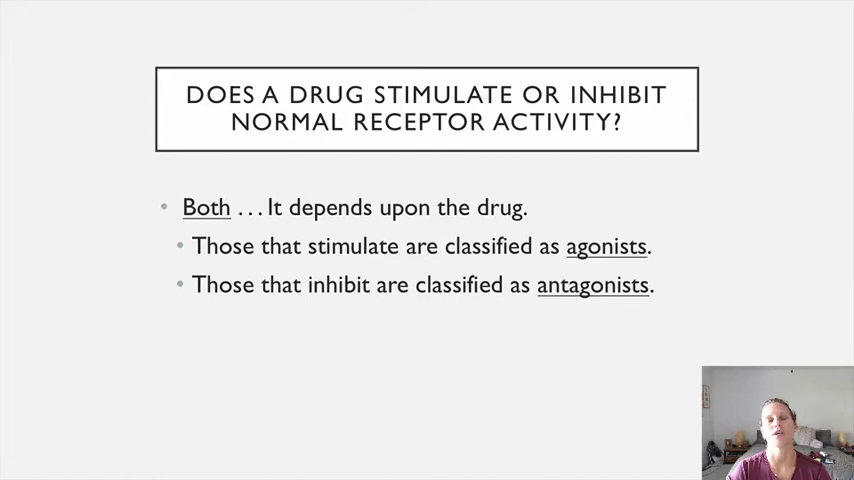 DOES A DRUG STIMULATE OR INHIBIT
NORMAL RECEPTOR ACTIVITY?
• Both . . . It depends upon the drug.
• Those that stimulate are classified as agonists.
• Those that inhibit are classified as antagonists.